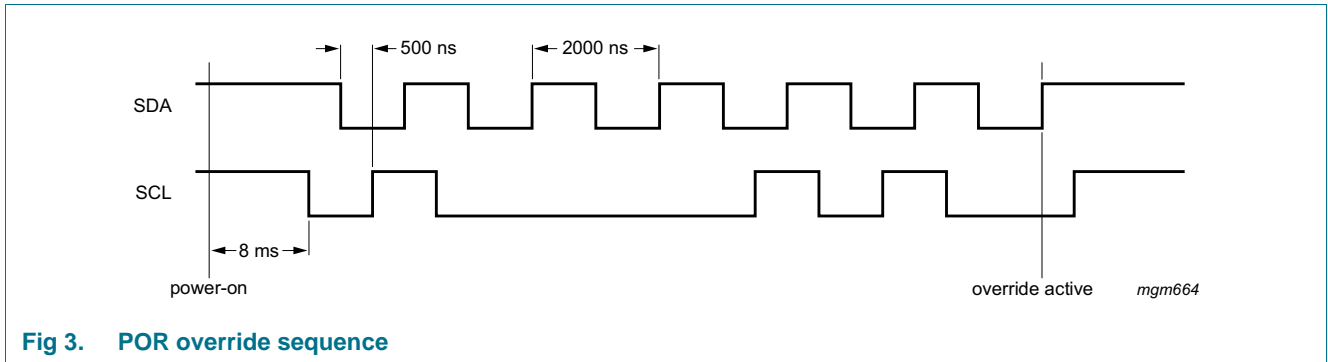 500 ns
2000 ns
SDA
SCL
8 ms
power-on
override active
mgm664
Fig 3. POR override sequence